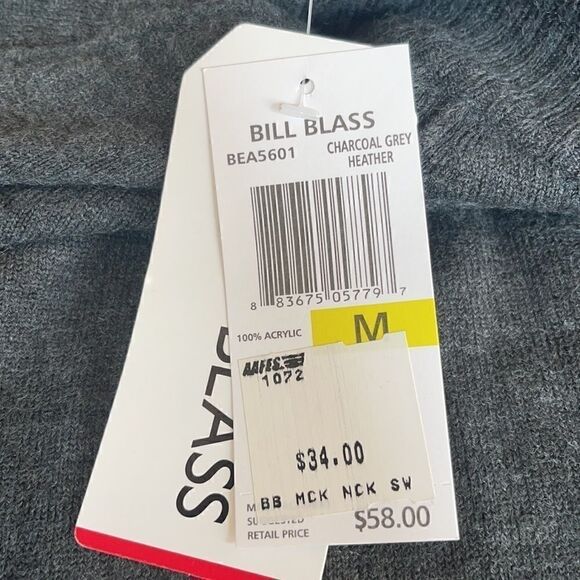 BILL BLASS
BEA5601
CHARCOAL GREY
HEATHER
8 83675 05779 7
100% ACRYLIC
M
AAFES
1072
$34.00
BB MCK NCK SW
RETAIL PRICE
$58.00
BLASS